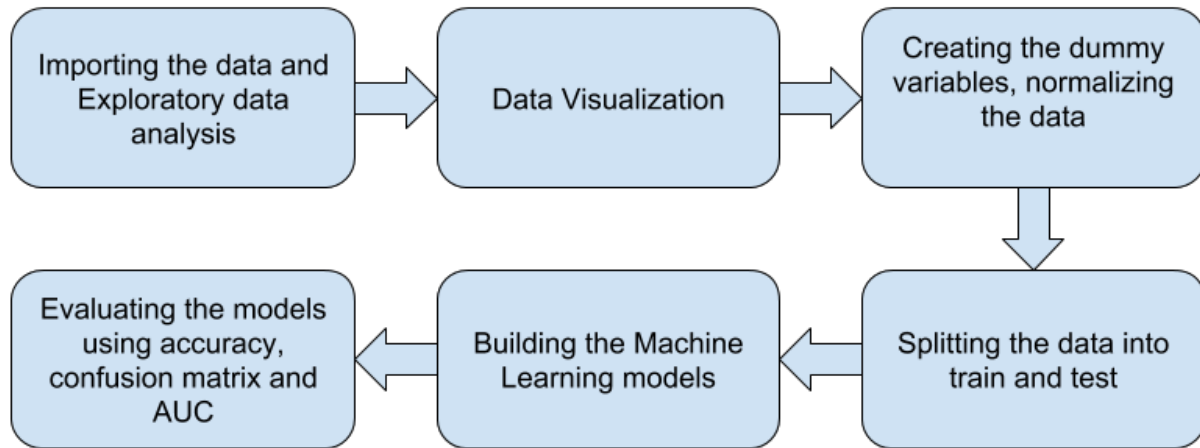 Importing the data and
Exploratory data
analysis
Data Visualization
Creating the dummy
variables, normalizing
the data
Splitting the data into
train and test
Building the Machine
Learning models
Evaluating the models
using accuracy,
confusion matrix and
AUC